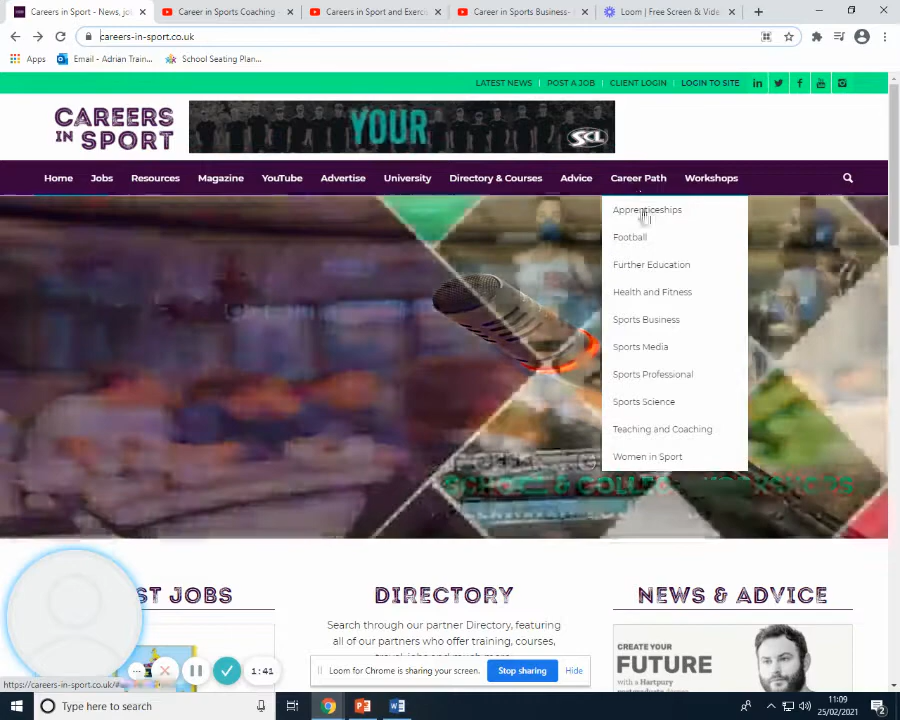 Careers in Sport - News, jo
Career in Sports Coaching -
Careers in Sport and Exerci
Career in Sports Business-
Loom | Free Screen & Vide
careers-in-sport.co.uk
Apps
Email - Adrian Train...
School Seating Plan...
LATEST NEWS
POST A JOB
CLIENT LOGIN
LOGIN TO SITE
CAREERS IN SPORT
YOUR
SCL
Home
Jobs
Resources
Magazine
YouTube
Advertise
University
Directory & Courses
Advice
Career Path
Workshops
Apprenticeships
Football
Further Education
Health and Fitness
Sports Business
Sports Media
Sports Professional
Sports Science
Teaching and Coaching
Women in Sport
SCHOOL & COLLEGE WORKSHOPS
ST JOBS
DIRECTORY
NEWS & ADVICE
Search through our partner Directory, featuring
all of our partners who offer training, courses,
CREATE YOUR
FUTURE
with a Hartpury
1:41
Loom for Chrome is sharing your screen.
Stop sharing
Hide
https://careers-in-sport.co.uk/#
Type here to search
11:09
25/02/2021
2